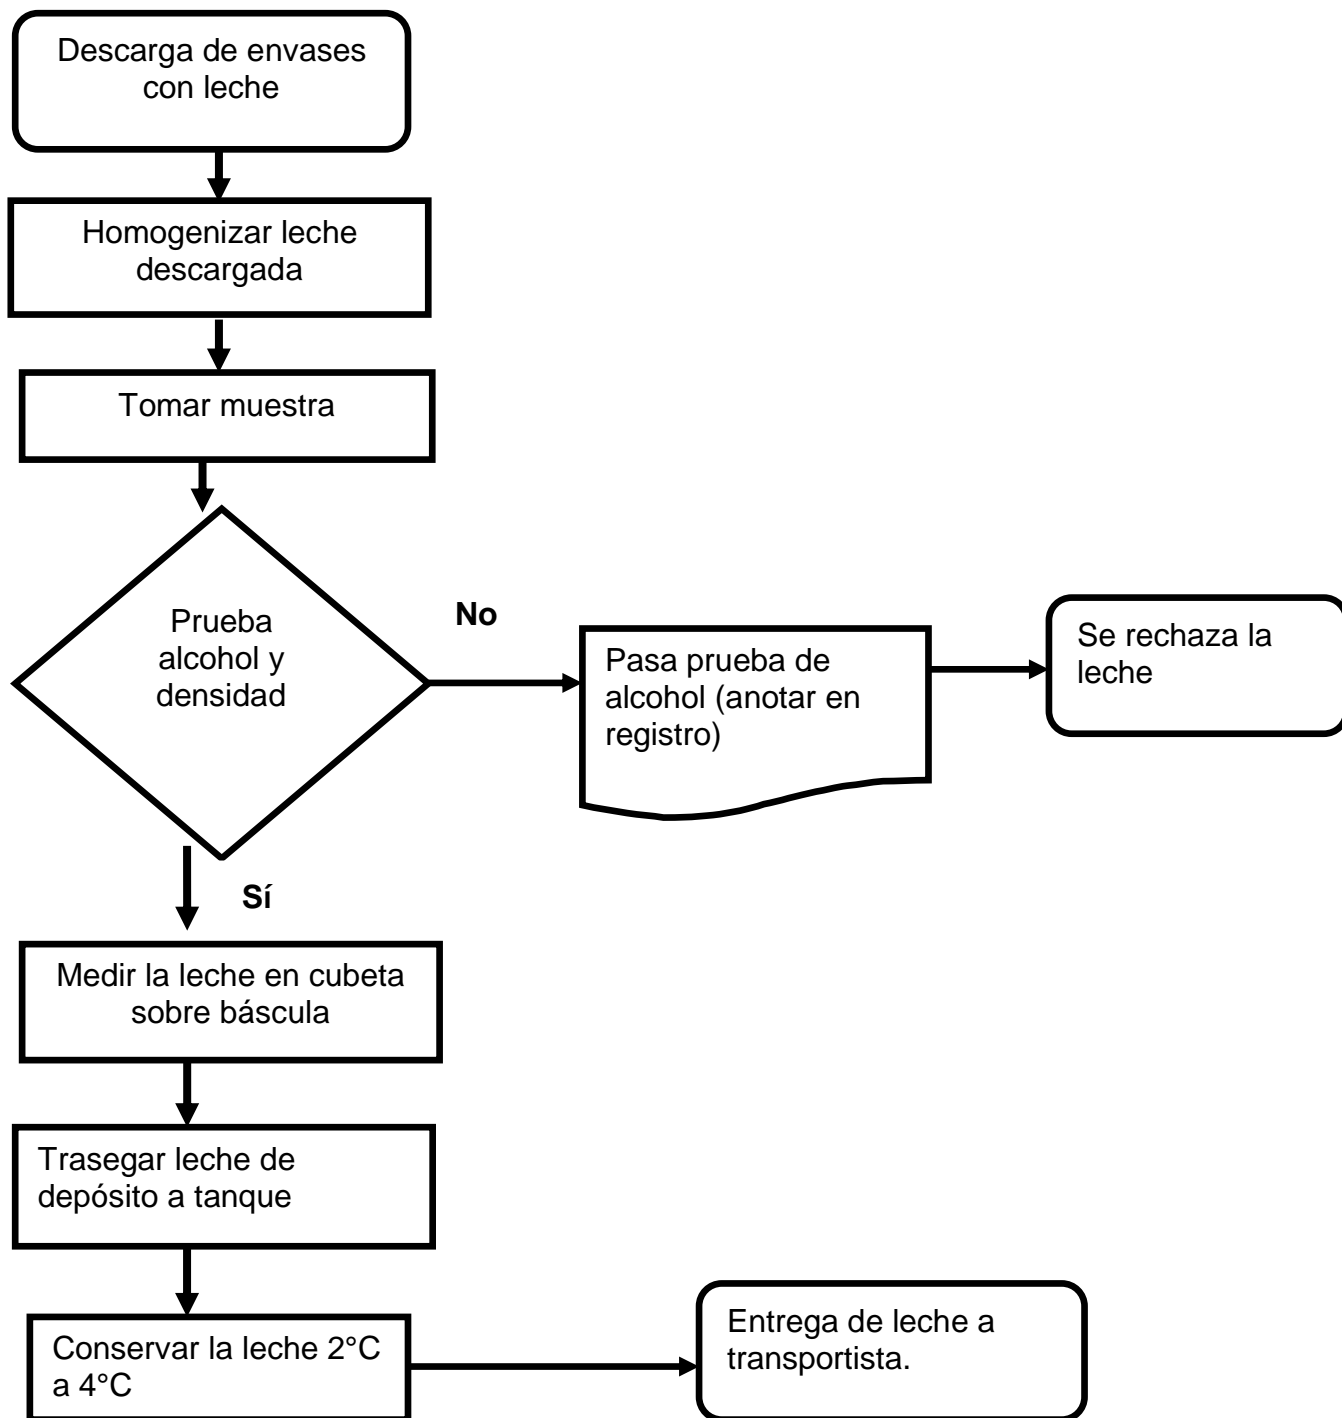 Descarga de envases
con leche
Homogenizar leche
descargada
Tomar muestra
Prueba
alcohol y
densidad
No
Pasa prueba de
alcohol (anotar en
registro)
Se rechaza la
leche
Sí
Medir la leche en cubeta
sobre báscula
Trasegar leche de
depósito a tanque
Conservar la leche 2°C
a 4°C
Entrega de leche a
transportista.